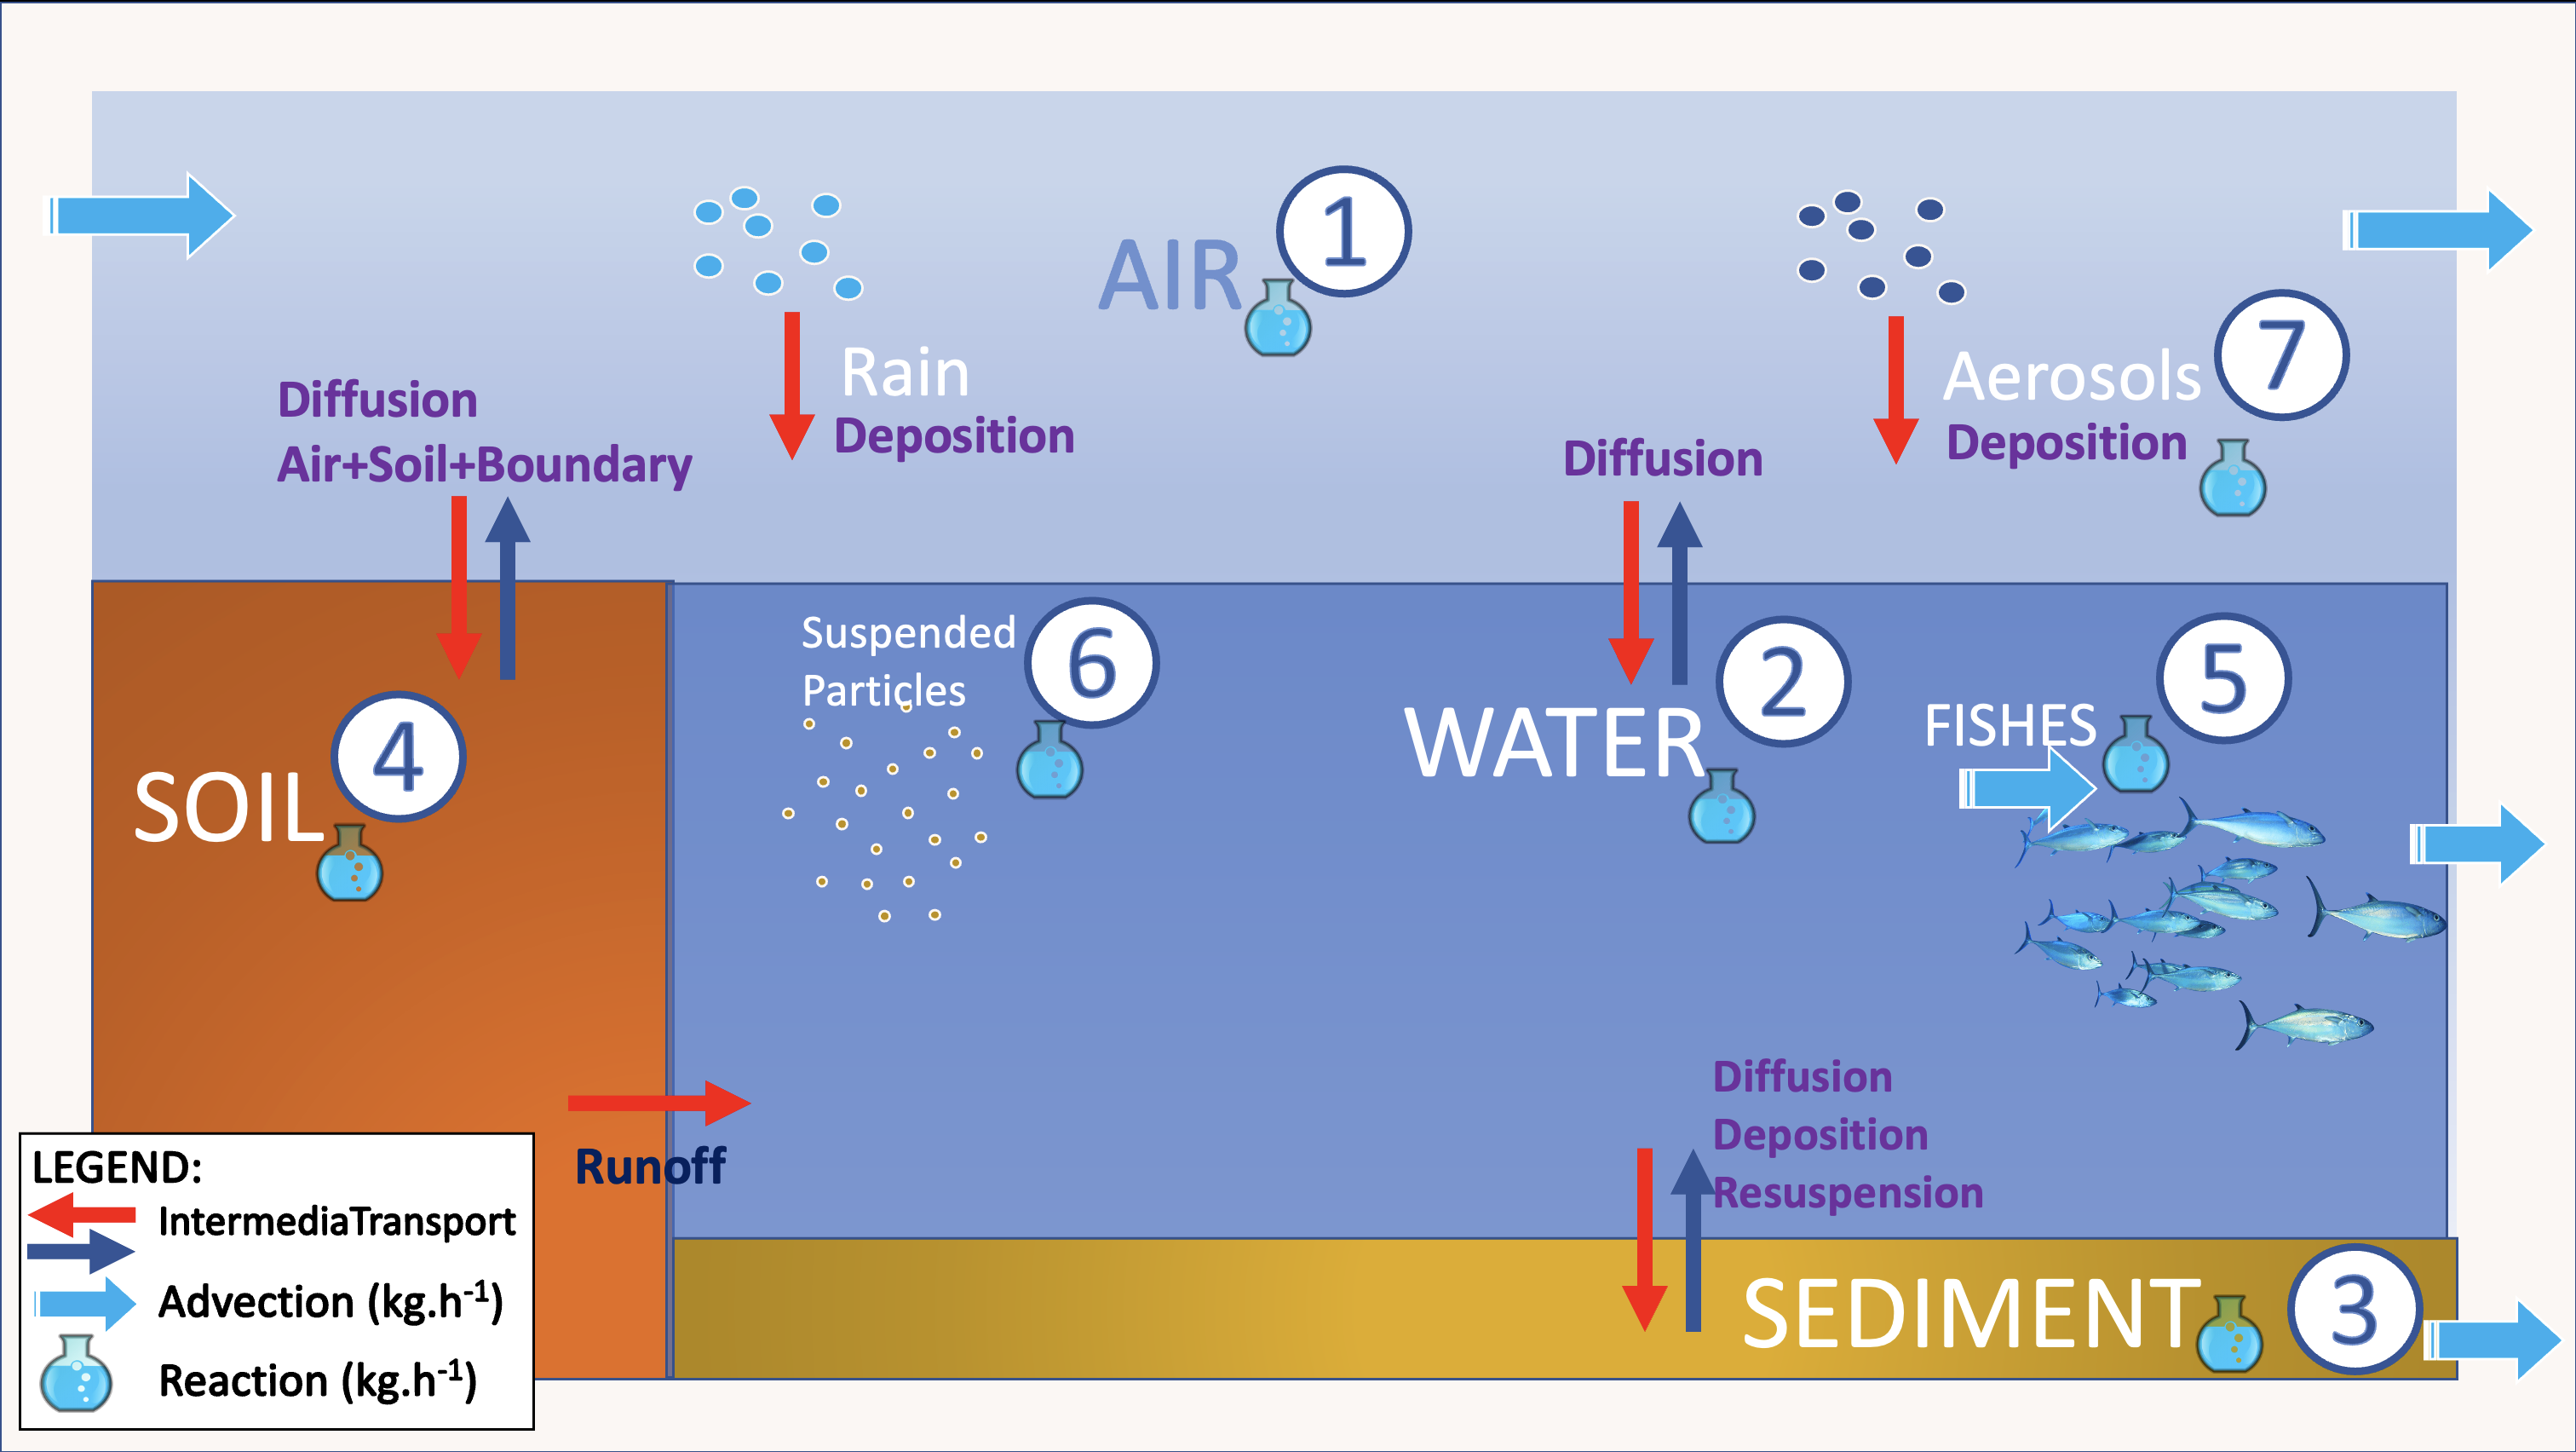 AIR
1
Rain
Deposition
Aerosols
7
Deposition
Diffusion
Air+Soil+Boundary
Diffusion
Suspended
Particles
6
WATER
2
FISHES
5
SOIL
4
Runoff
Diffusion
Deposition
Resuspension
SEDIMENT
3
LEGEND:
IntermediaTransport
Advection (kg.h-1)
Reaction (kg.h-1)